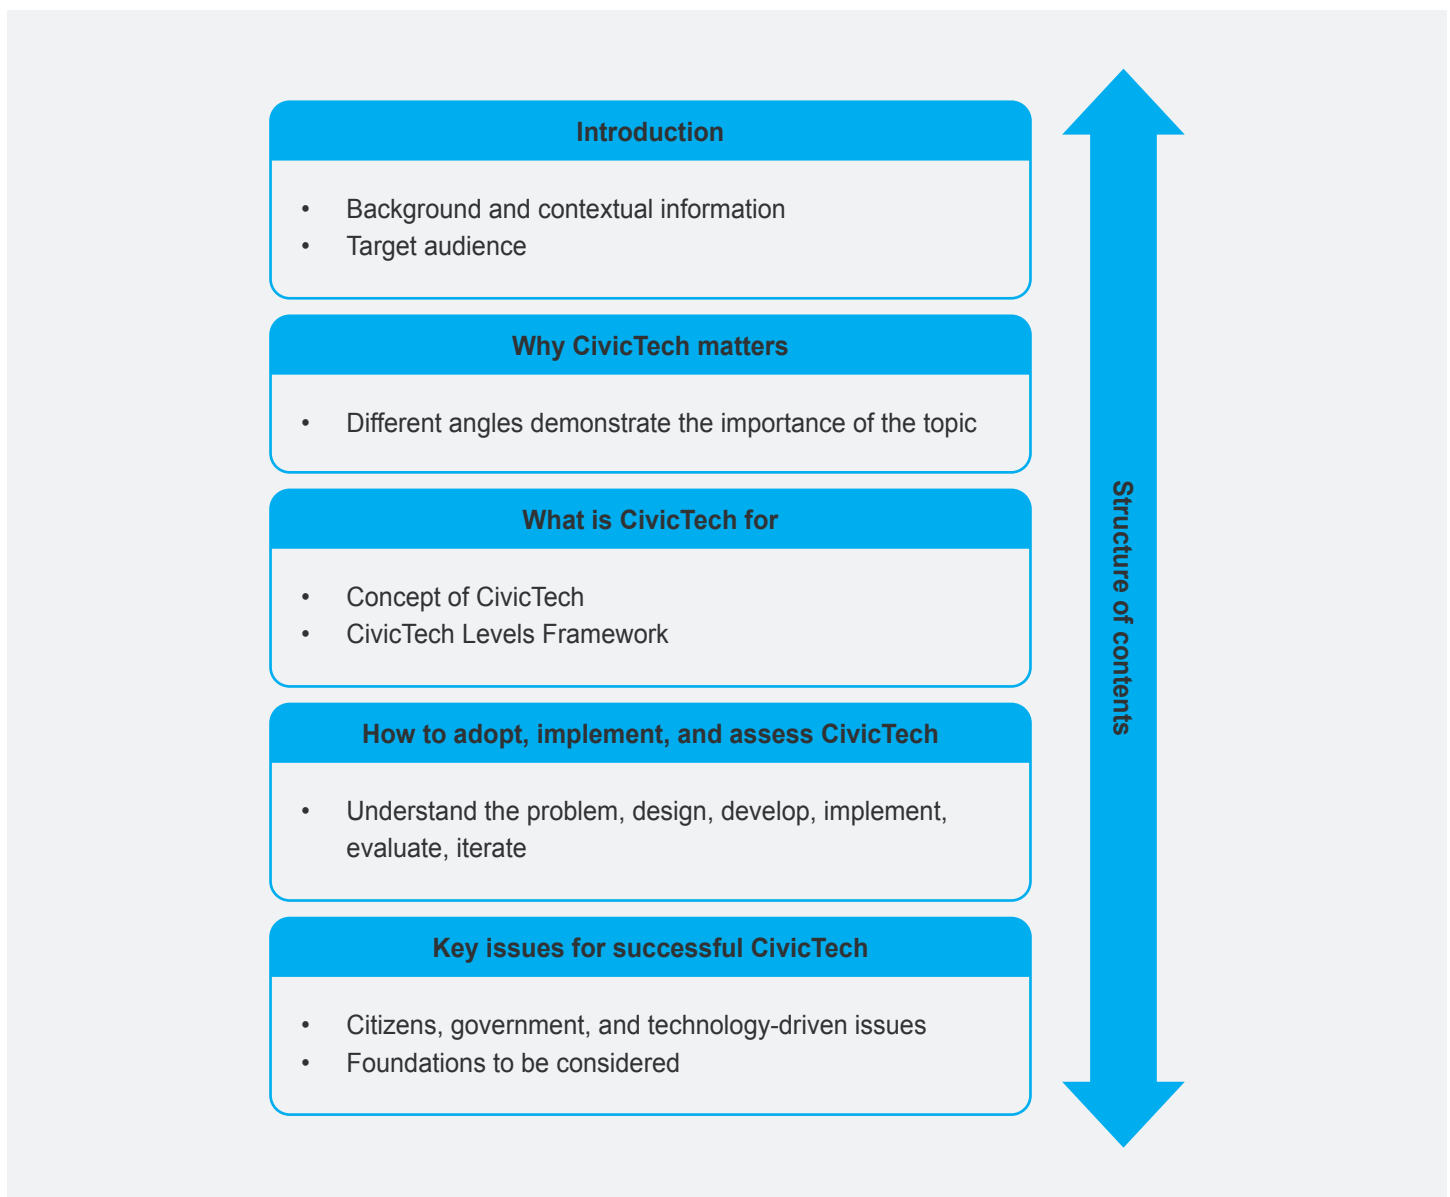 Introduction
• Background and contextual information
• Target audience
Why CivicTech matters
• Different angles demonstrate the importance of the topic
What is CivicTech for
• Concept of CivicTech
• CivicTech Levels Framework
How to adopt, implement, and assess CivicTech
• Understand the problem, design, develop, implement,
evaluate, iterate
Key issues for successful CivicTech
• Citizens, government, and technology-driven issues
• Foundations to be considered
Structure of contents